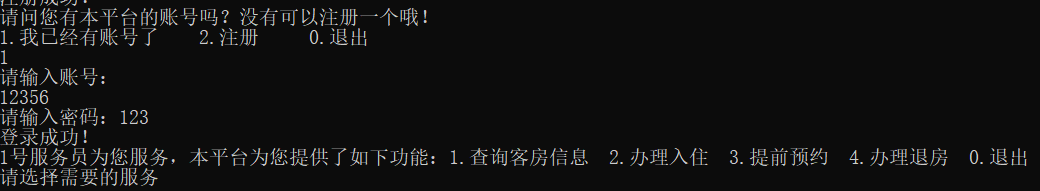 注册成功！
请问您有本平台的账号吗？没有可以注册一个哦！
1.我已经有账号了    2.注册     0.退出
1
请输入账号：
12356
请输入密码：123
登录成功！
1号服务员为您服务，本平台为您提供了如下功能：1.查询客房信息  2.办理入住  3.提前预约  4.办理退房  0.退出
请选择需要的服务